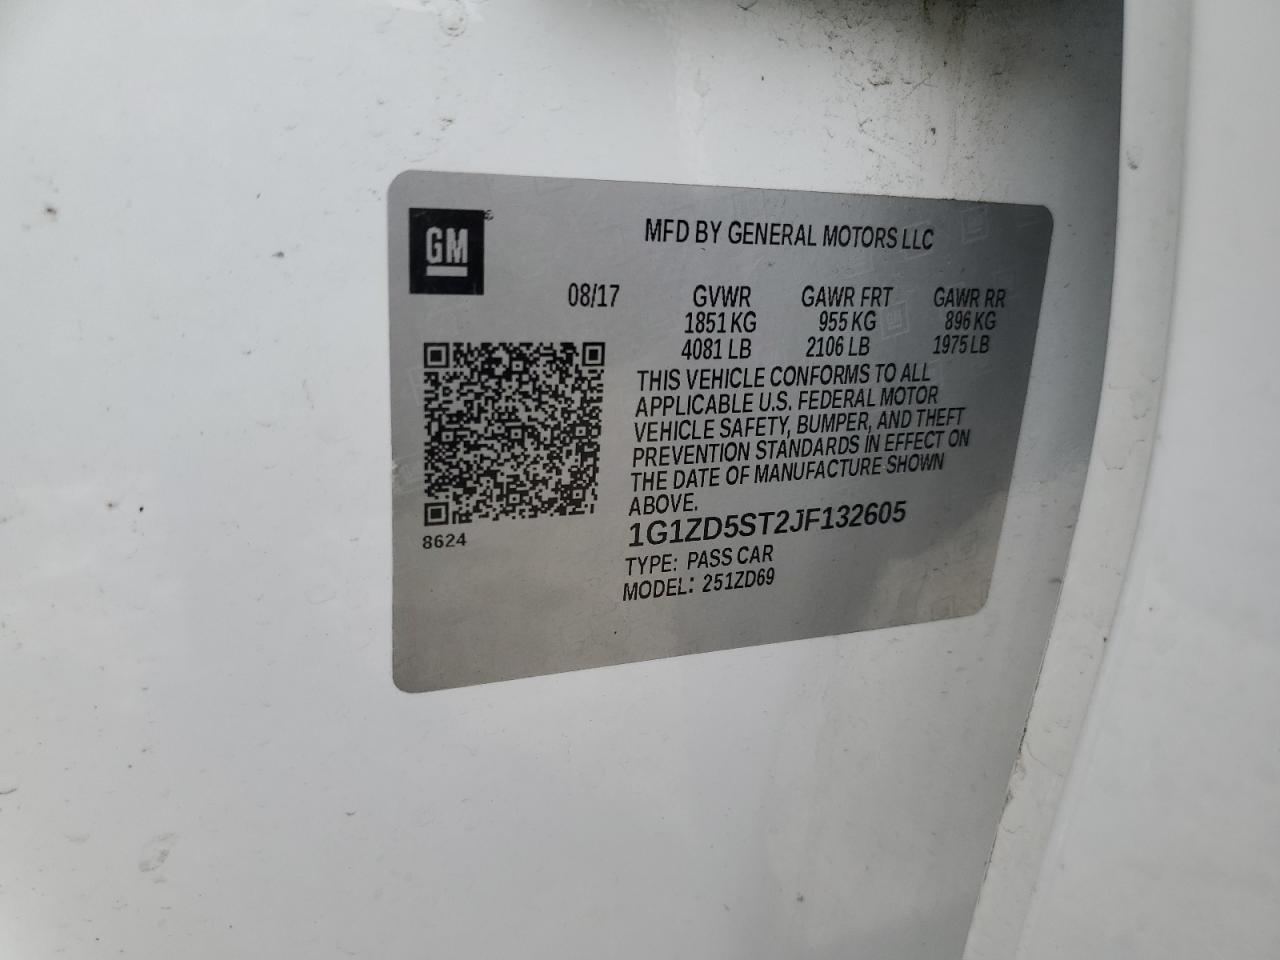 GM
MFD BY GENERAL MOTORS LLC
08/17 GVWR GAWR FRT GAWR RR
1851 KG 955 KG 896 KG
4081 LB 2106 LB 1975 LB
THIS VEHICLE CONFORMS TO ALL
APPLICABLE U.S. FEDERAL MOTOR
VEHICLE SAFETY, BUMPER, AND THEFT
PREVENTION STANDARDS IN EFFECT ON
THE DATE OF MANUFACTURE SHOWN
ABOVE.
8624
1G1ZD5ST2JF132605
TYPE: PASS CAR
MODEL: 251ZD69